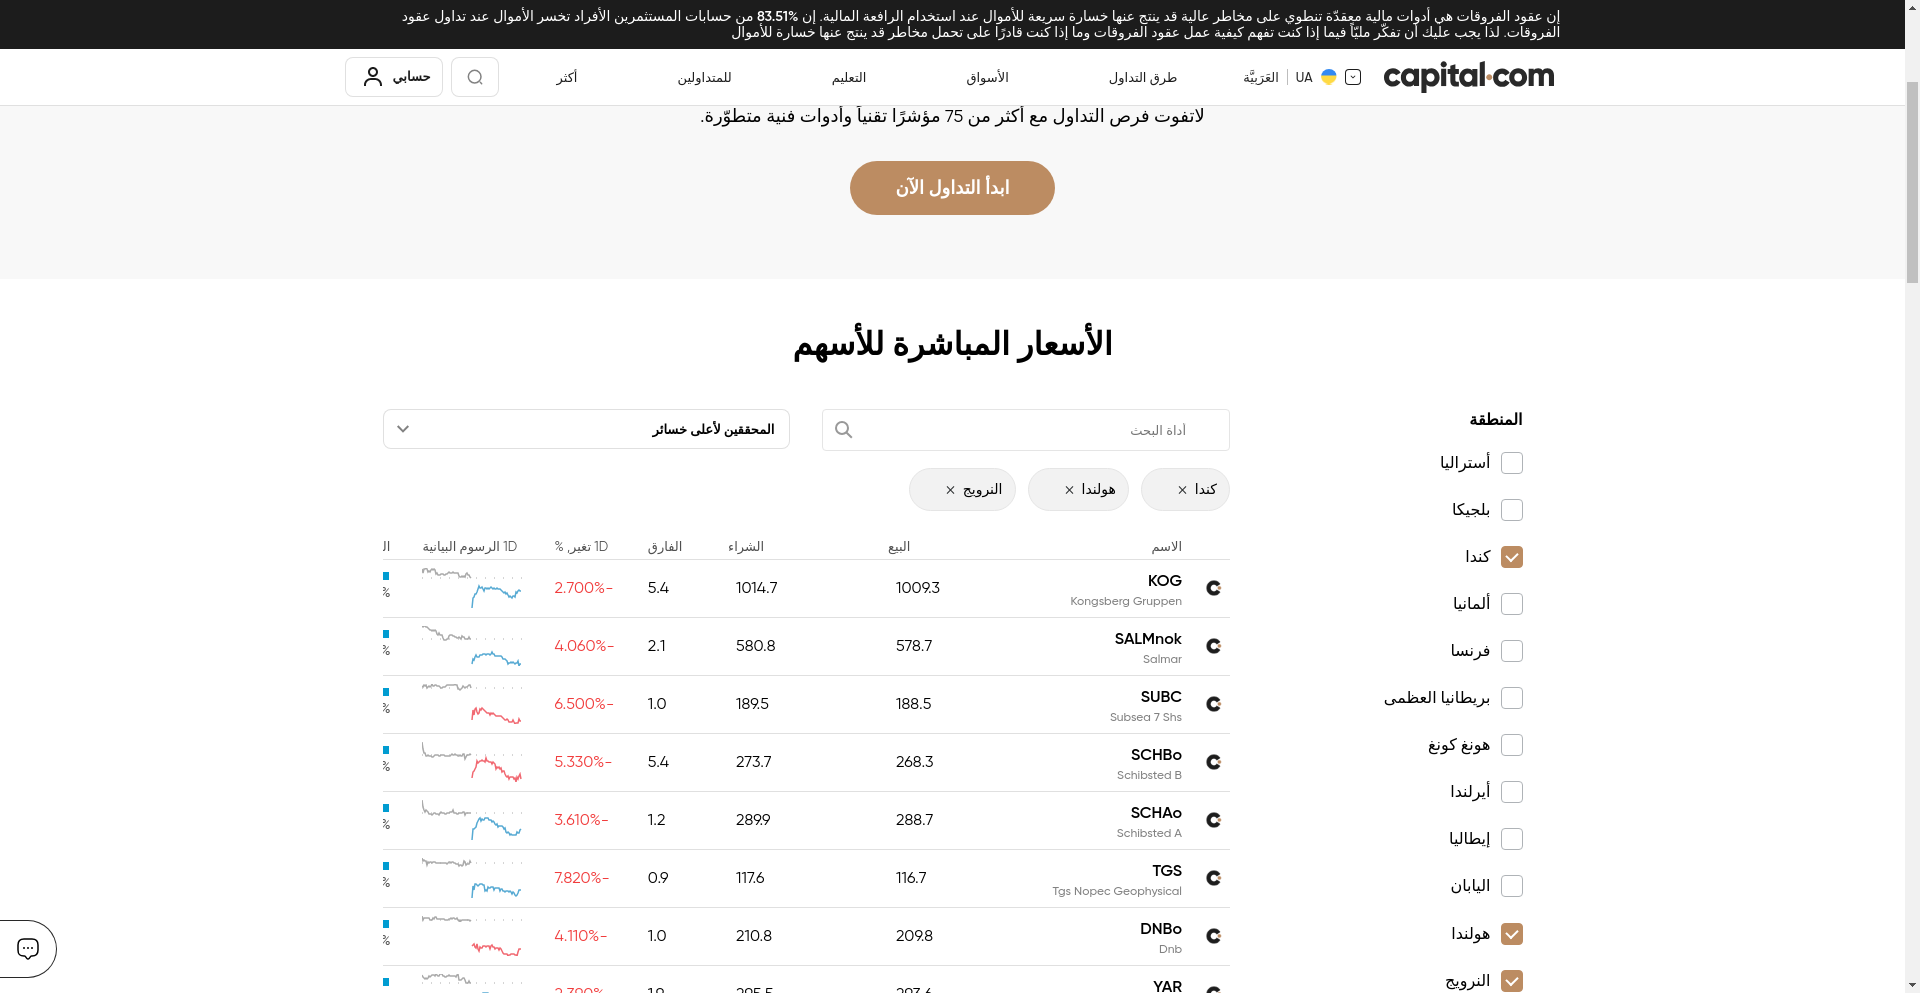 إن عقود الفروقات هي أدوات مالية معقدّة تنطوي على مخاطر عالية قد ينتج عنها خسارة سريعة للأموال عند استخدام الرافعة المالية. إن 83.51% من حسابات المستثمرين الأفراد تخسر الأموال عند تداول عقود
الفروقات. لذا يجب عليك أن تفكّر مليّاً فيما إذا كنت تفهم كيفية عمل عقود الفروقات وما إذا كنت قادرًا على تحمل مخاطر قد ينتج عنها خسارة للأموال
capital.com
UA العَرَبيَّة
طرق التداول
الأسواق
التعليم
للمتداولين
أكثر
حسابي
لاتفوت فرص التداول مع أكثر من 75 مؤشرًا تقنياً وأدوات فنية متطوّرة.
ابدأ التداول الآن
الأسعار المباشرة للأسهم
المنطقة
أستراليا
بلجيكا
كندا
ألمانيا
فرنسا
بريطانيا العظمى
هونغ كونغ
أيرلندا
إيطاليا
اليابان
هولندا
النرويج
أداة البحث
المحققين لأعلى خسائر
كندا × هولندا × النرويج ×
الاسم البيع الشراء الفارق 1D تغير, % 1D الرسوم البيانية
KOG 1009.3 1014.7 5.4 2.700%-
Kongsberg Gruppen
SALMnok 578.7 580.8 2.1 4.060%-
Salmar
SUBC 188.5 189.5 1.0 6.500%-
Subsea 7 Shs
SCHBo 268.3 273.7 5.4 5.330%-
Schibsted B
SCHAo 288.7 289.9 1.2 3.610%-
Schibsted A
TGS 116.7 117.6 0.9 7.820%-
Tgs Nopec Geophysical
DNBo 209.8 210.8 1.0 4.110%-
Dnb
YAR